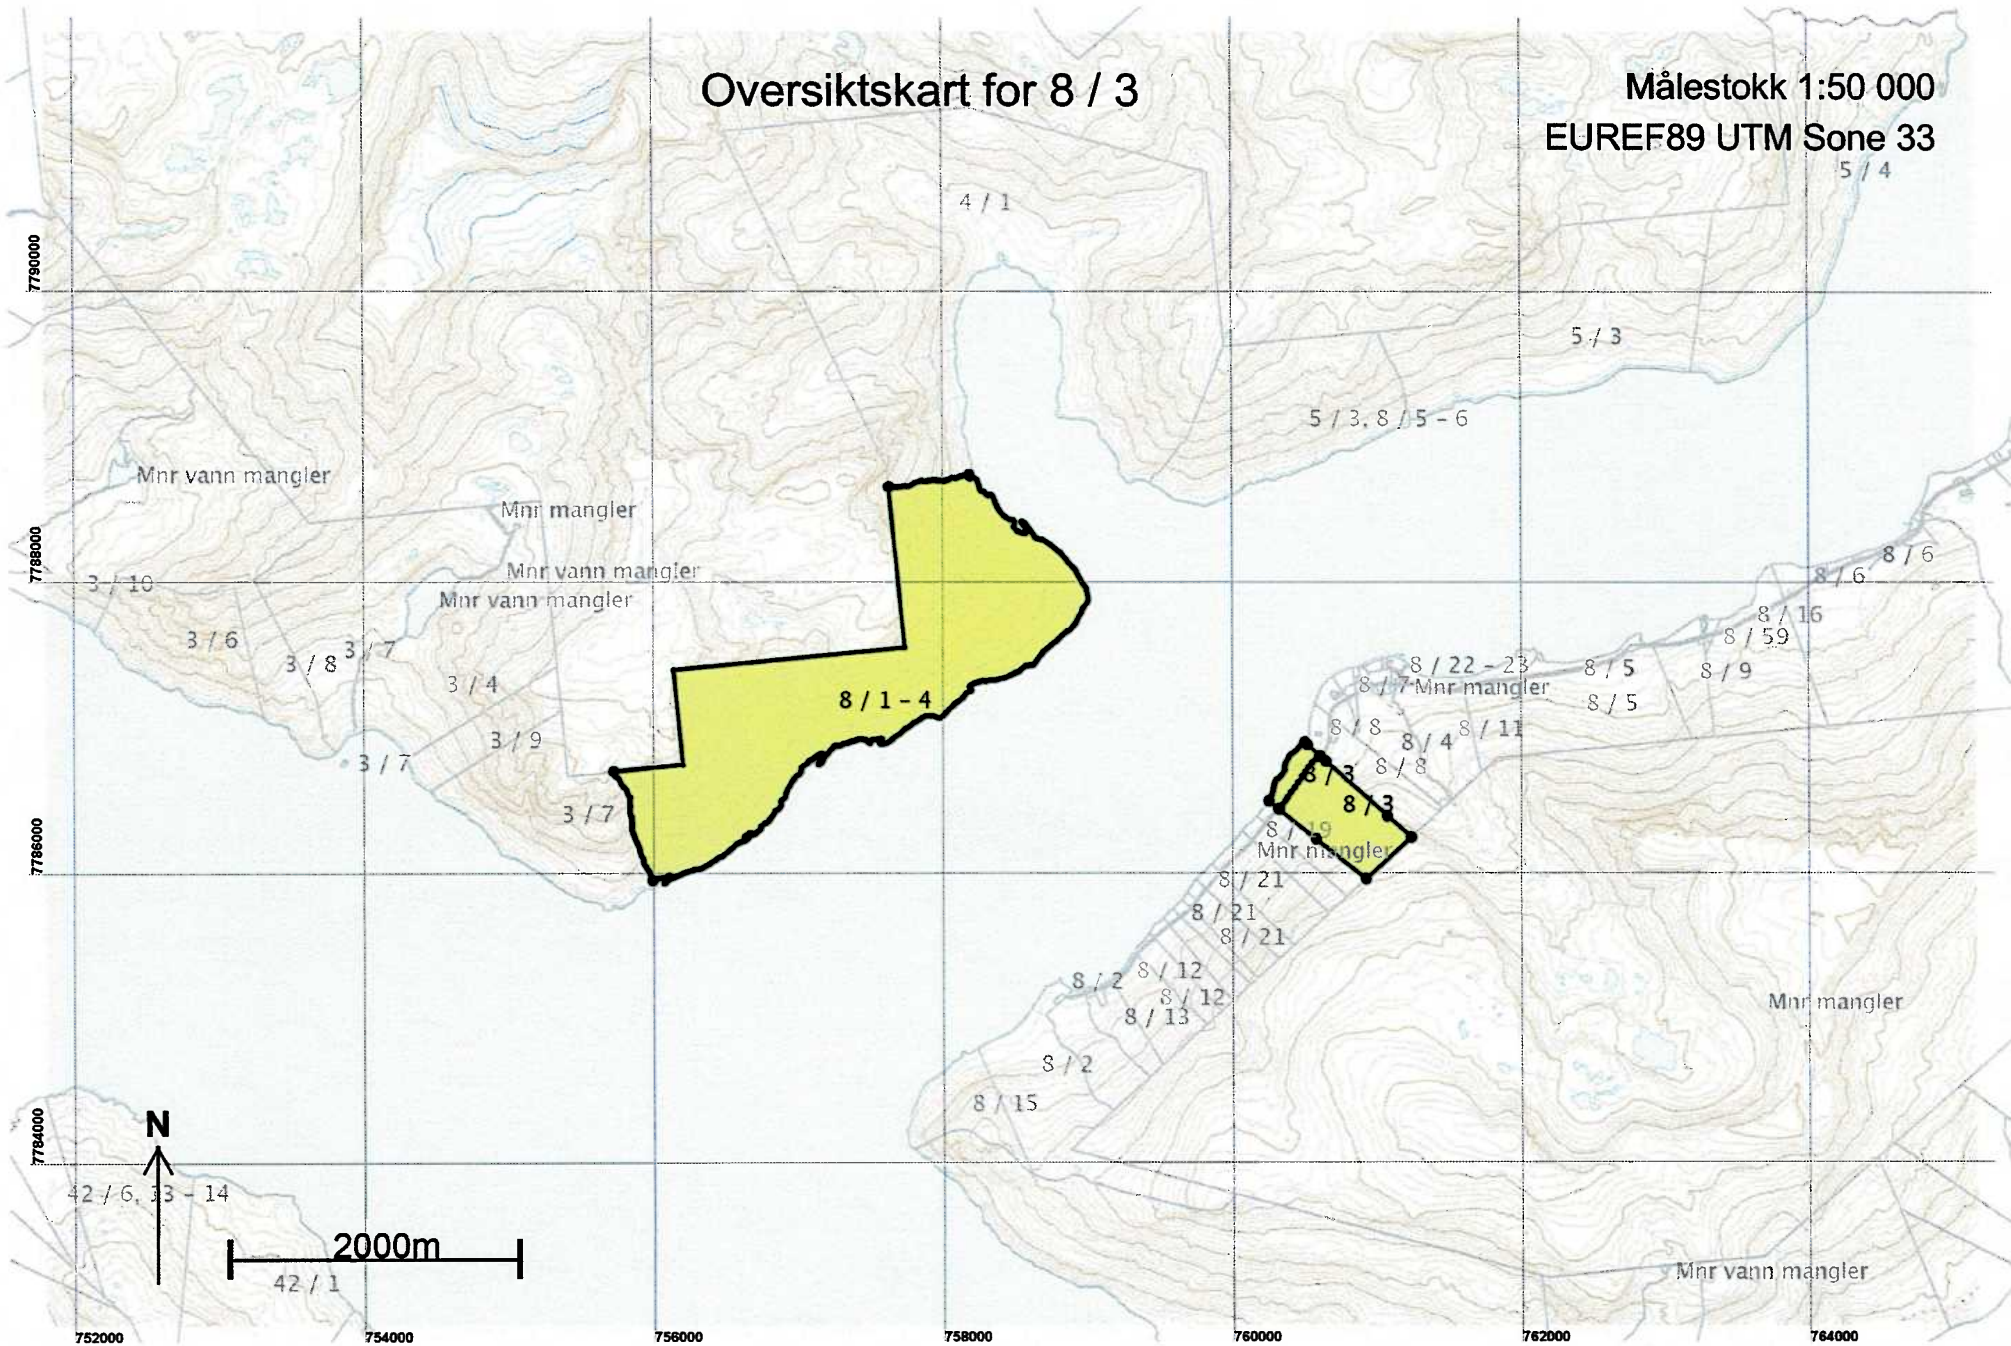 Oversiktskart for 8 / 3
Målestokk 1:50 000
EUREF89 UTM Sone 33
5 / 4
4 / 1
7790000
5 / 3
5 / 3, 8 / 5 - 6
Mnr vann mangler
Mnr mangler
7788000
8 / 6
Mnr vann mangler
8 / 6
3 / 10
Mnr vann mangler
8 / 16
3 / 6
8 / 59
3 / 7
3 / 8
8 / 22 - 23
8 / 5
8 / 9
3 / 4
8 / 7
Mnr mangler
8 / 1 - 4
8 / 5
8 / 8
8 / 11
3 / 9
8 / 4
3 / 7
8 / 8
8 / 3
8 / 3
3 / 7
7786000
8 / 19
Mnr mangler
8 / 21
8 / 21
8 / 21
8 / 12
8 / 2
8 / 12
Mnr mangler
8 / 13
8 / 2
8 / 15
7784000
N
42 / 6, 13 - 14
2000m
42 / 1
Mnr vann mangler
752000
754000
756000
758000
760000
762000
764000